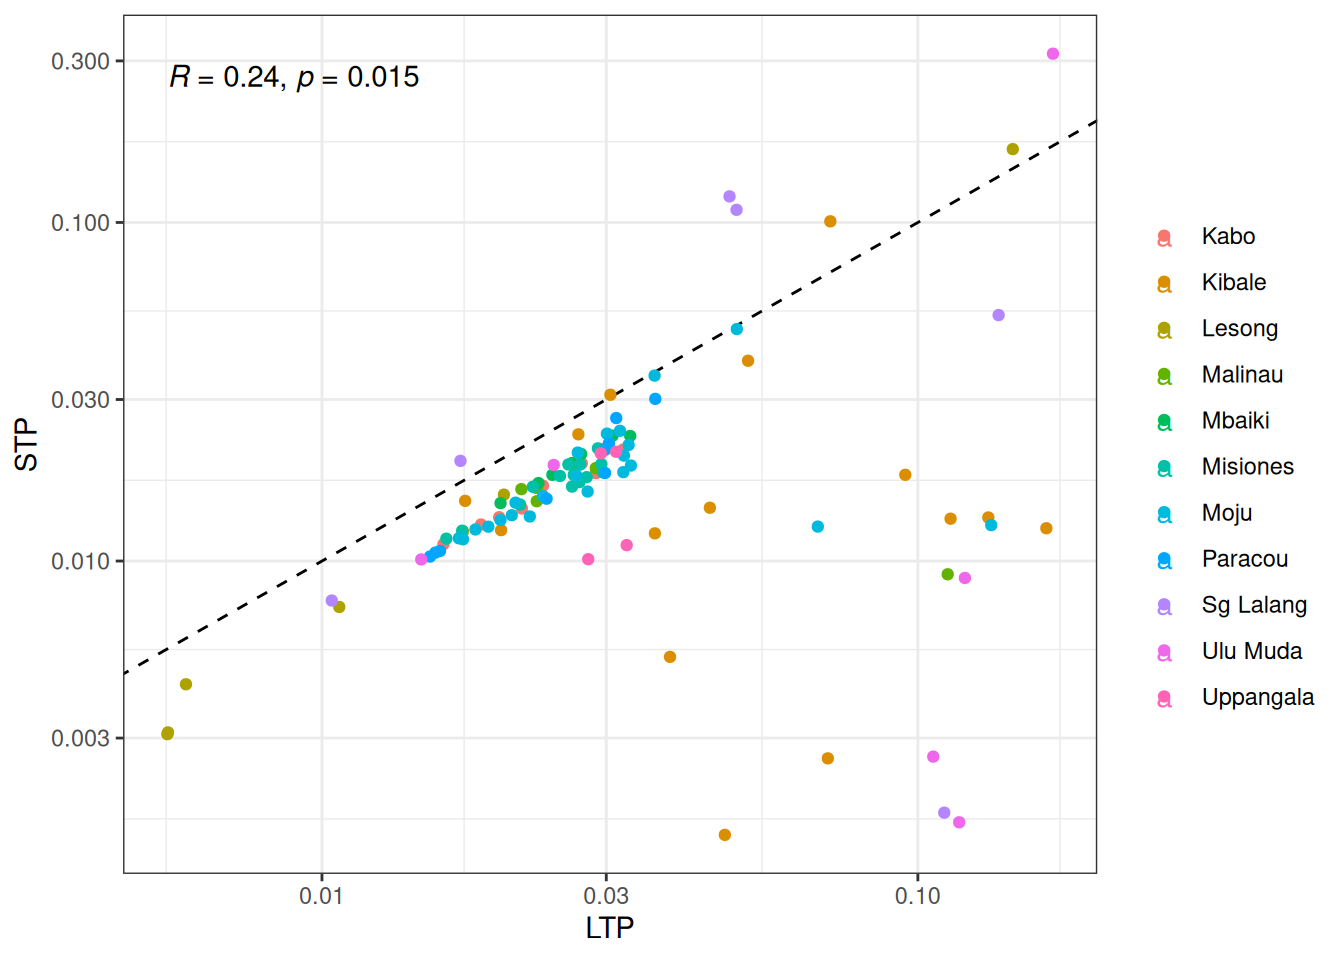 R = 0.24, p = 0.015
0.300
0.100
0.030
0.010
0.003
STP
0.01 0.03 0.10
LTP
a Kabo
a Kibale
a Lesong
a Malinau
a Mbaiki
a Misiones
a Moju
a Paracou
a Sg Lalang
a Ulu Muda
a Uppangala